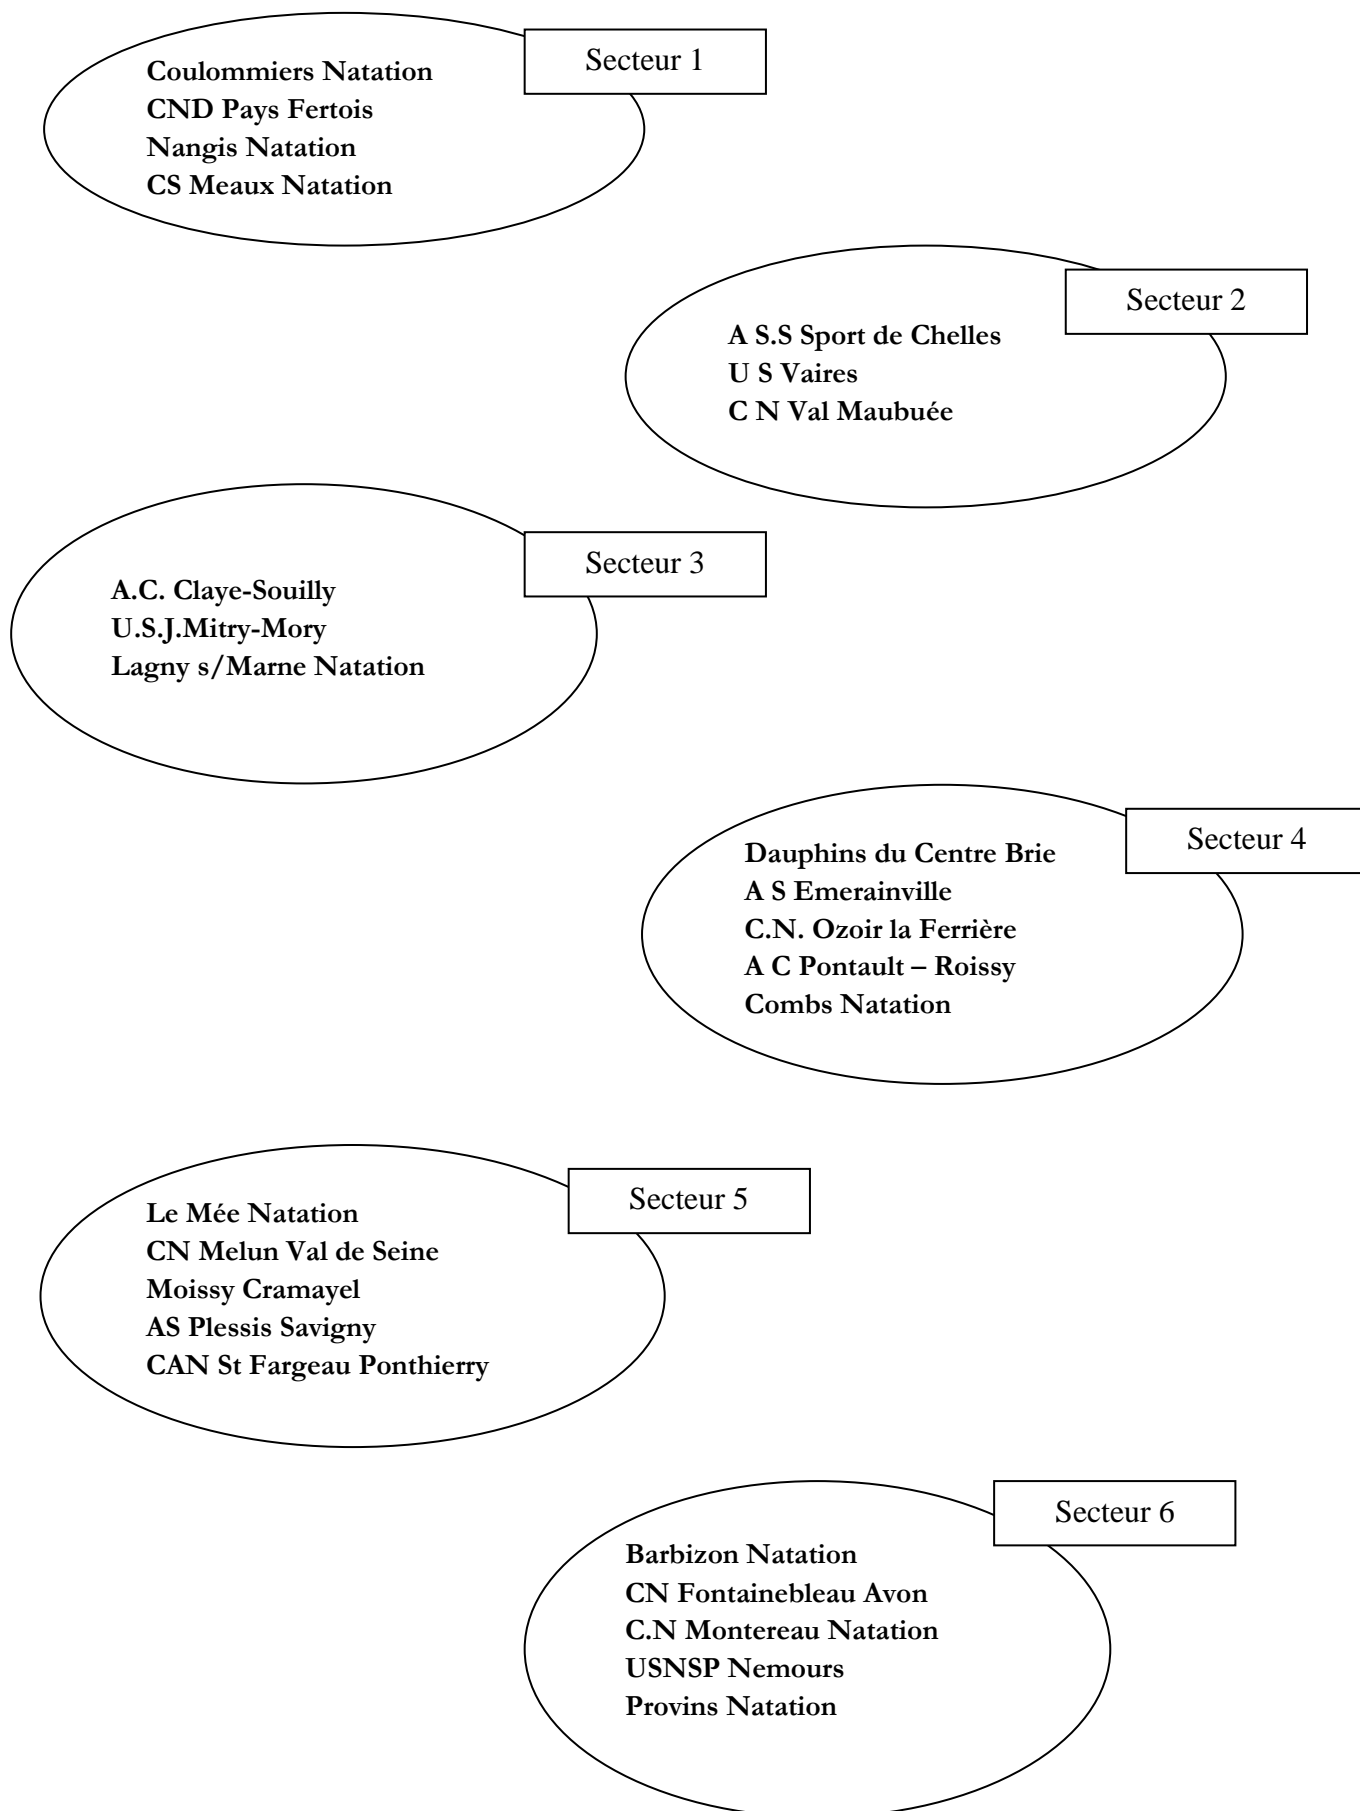 Secteur 1
Coulommiers Natation
CND Pays Fertois
Nangis Natation
CS Meaux Natation
Secteur 2
A S.S Sport de Chelles
U S Vaires
C N Val Maubuée
Secteur 3
A.C. Claye-Souilly
U.S.J.Mitry-Mory
Lagny s/Marne Natation
Secteur 4
Dauphins du Centre Brie
A S Emerainville
C.N. Ozoir la Ferrière
A C Pontault – Roissy
Combs Natation
Secteur 5
Le Mée Natation
CN Melun Val de Seine
Moissy Cramayel
AS Plessis Savigny
CAN St Fargeau Ponthierry
Secteur 6
Barbizon Natation
CN Fontainebleau Avon
C.N Montereau Natation
USNSP Nemours
Provins Natation